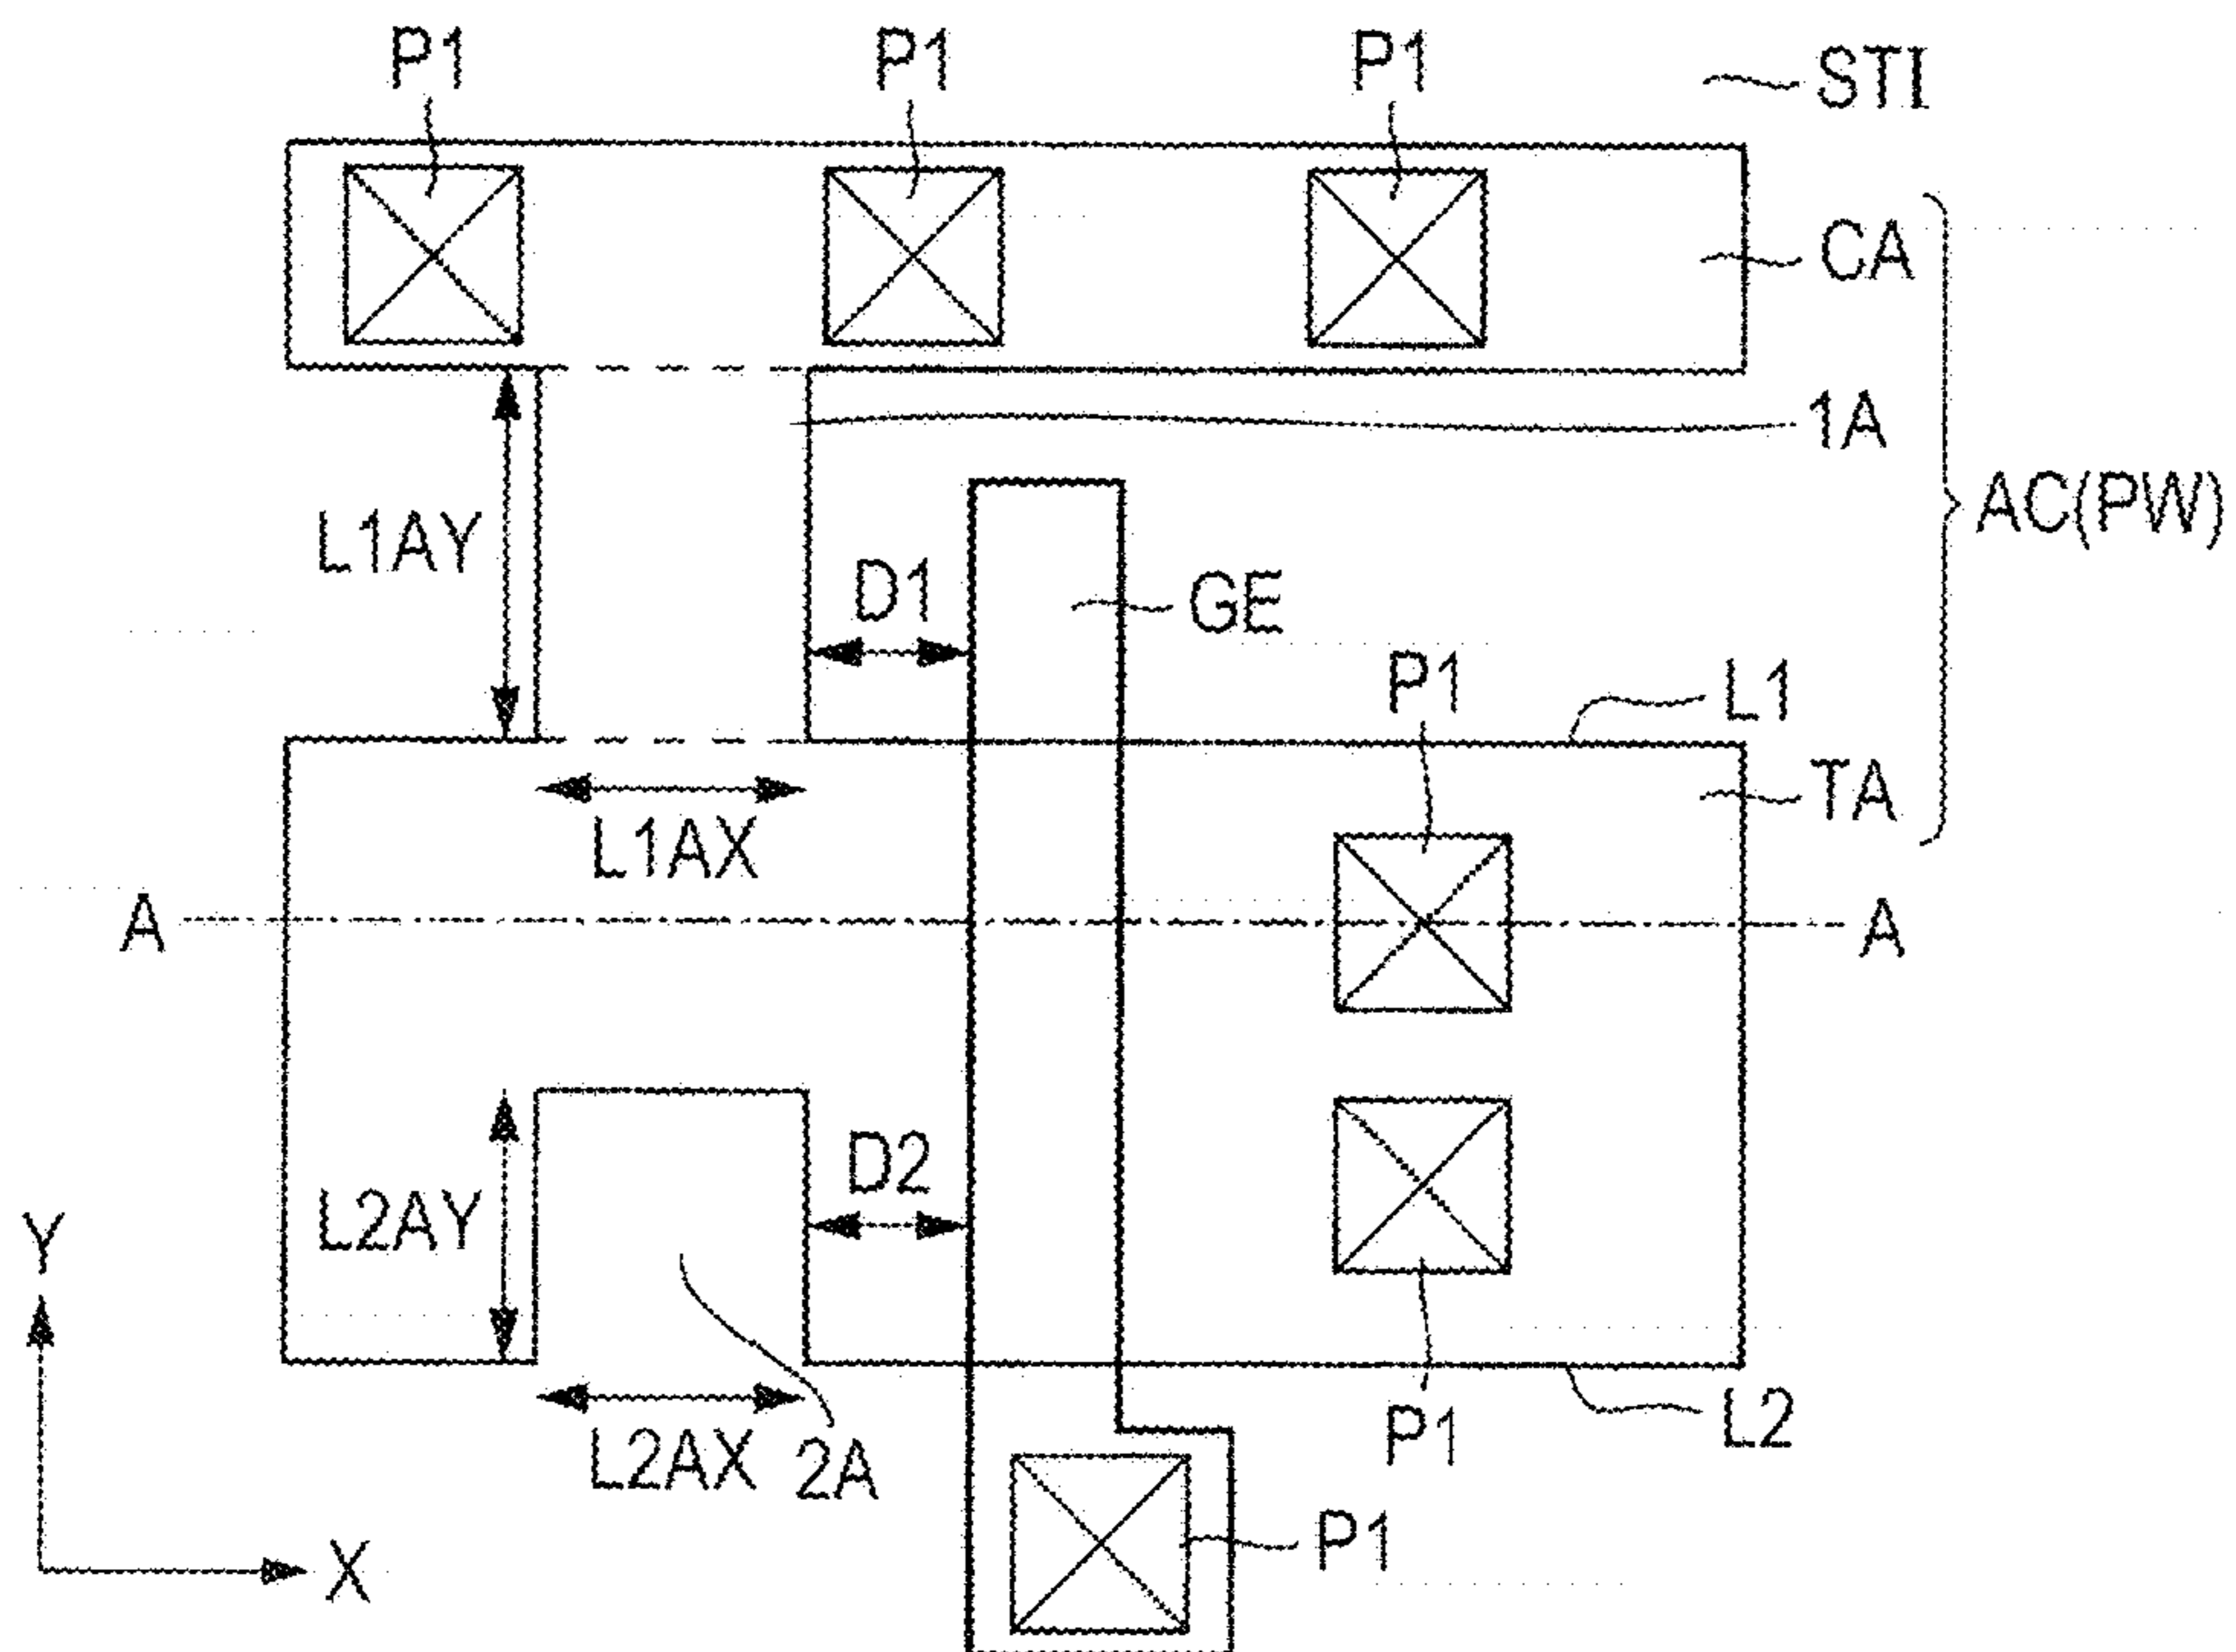 P1 P1 P1 STI
CA
1A
L1AY AC(PW)
D1 GE
P1 L1
TA
L1AX
A A
D2
L2AY
Y
L2AX 2A P1 L2
P1
X